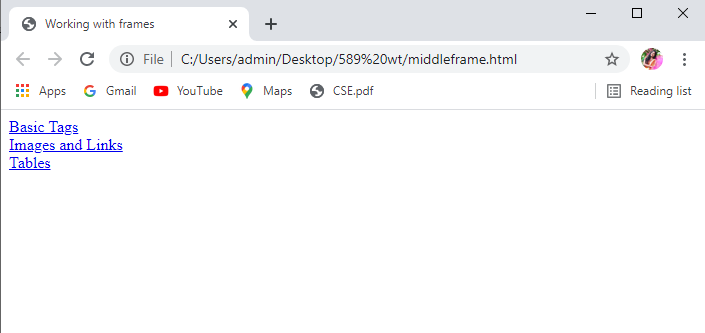 Working with frames
File C:/Users/admin/Desktop/589%20wt/middleframe.html
Apps Gmail YouTube Maps CSE.pdf Reading list
Basic Tags
Images and Links
Tables